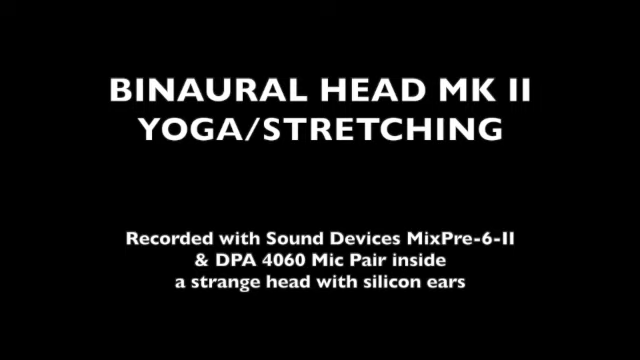 BINAURAL HEAD MK II
YOGA/STRETCHING
Recorded with Sound Devices MixPre-6-II
& DPA 4060 Mic Pair inside
a strange head with silicon ears